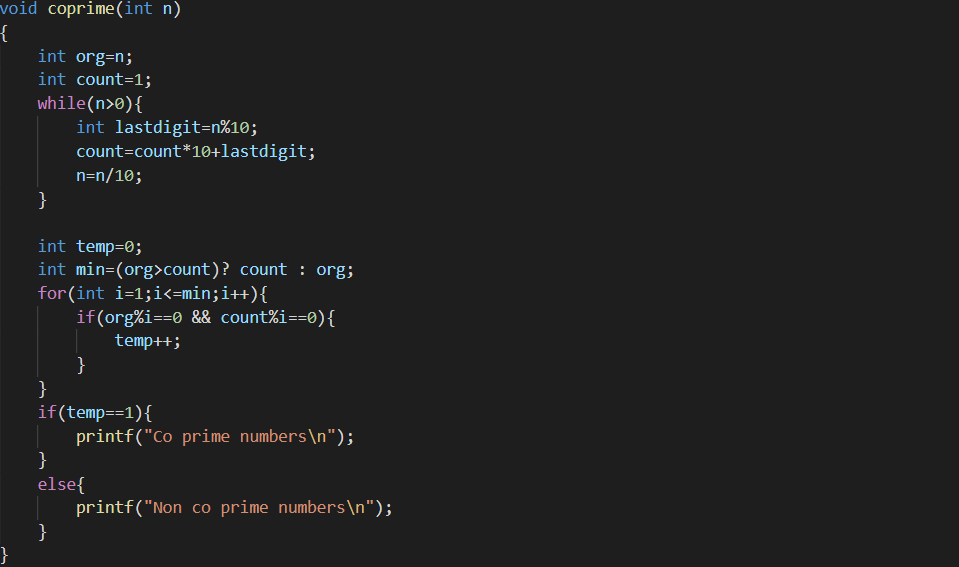 void coprime(int n)
{
    int org=n;
    int count=1;
    while(n>0){
        int lastdigit=n%10;
        count=count*10+lastdigit;
        n=n/10;
    }

    int temp=0;
    int min=(org>count)? count : org;
    for(int i=1;i<=min;i++){
        if(org%i==0 && count%i==0){
            temp++;
        }
    }
    if(temp==1){
        printf("Co prime numbers\n");
    }
    else{
        printf("Non co prime numbers\n");
    }
}